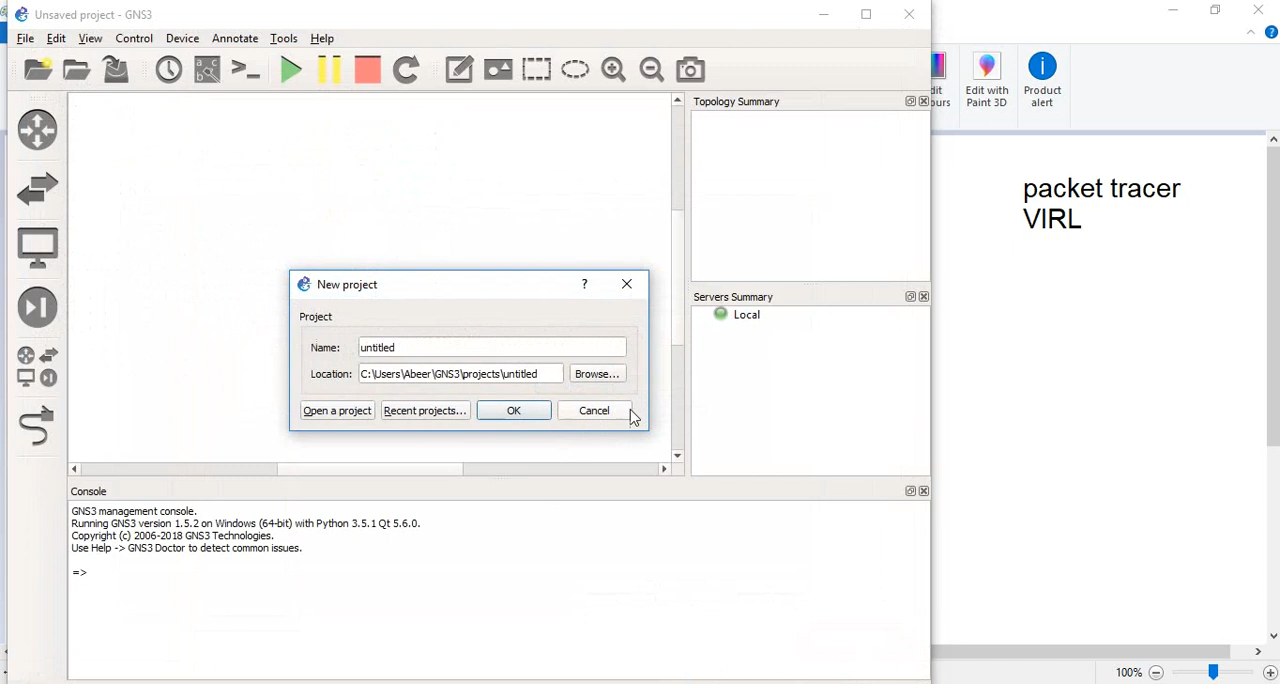 Unsaved project - GNS3
File Edit View Control Device Annotate Tools Help
Edit with Paint 3D
Product alert
Topology Summary
packet tracer
VIRL
New project
Project
Name: untitled
Location: C:\Users\Abeer\GNS3\projects\untitled Browse...
Open a project Recent projects... OK Cancel
Servers Summary
Local
Console
GNS3 management console.
Running GNS3 version 1.5.2 on Windows (64-bit) with Python 3.5.1 Qt 5.6.0.
Copyright (c) 2006-2018 GNS3 Technologies.
Use Help -> GNS3 Doctor to detect common issues.
=>
100%